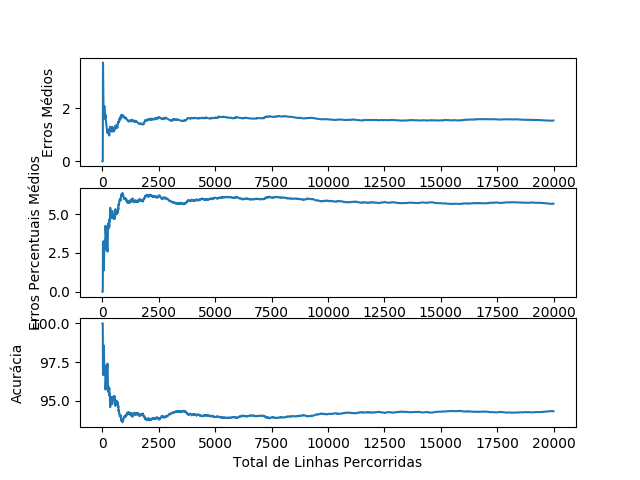 Erros Médios
2
0
0 2500 5000 7500 10000 12500 15000 17500 20000
Erros Percentuais Médios
5.0
2.5
0.0
0 2500 5000 7500 10000 12500 15000 17500 20000
Acurácia
100.0
97.5
95.0
0 2500 5000 7500 10000 12500 15000 17500 20000
Total de Linhas Percorridas